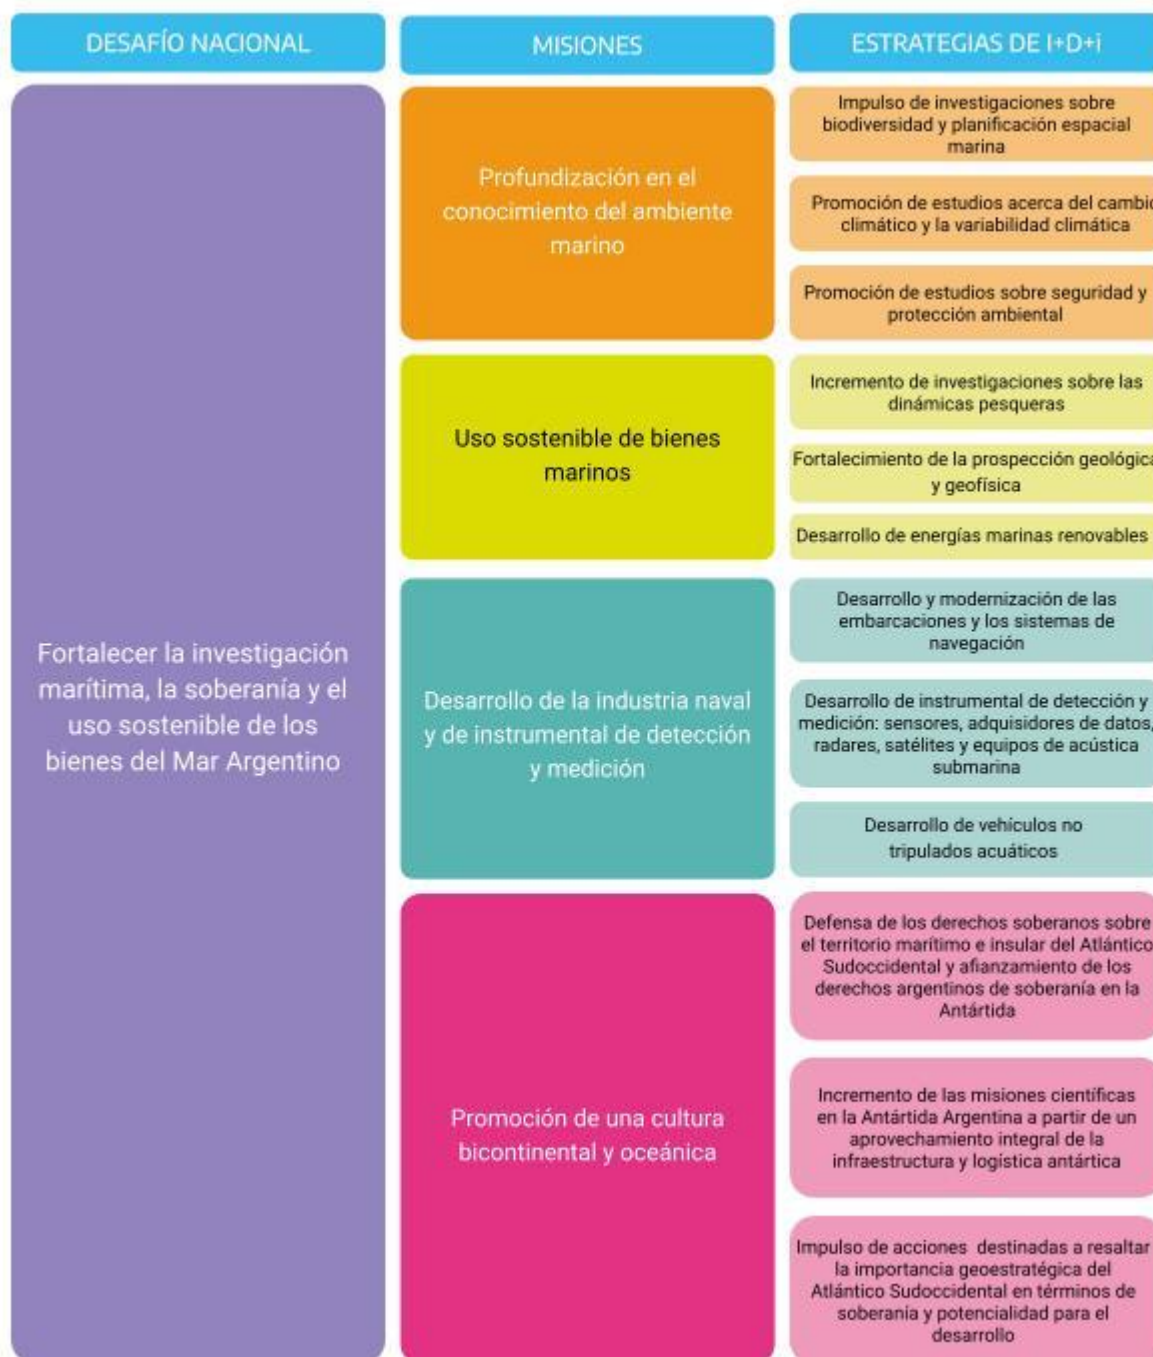 DESAFÍO NACIONAL
MISIONES
ESTRATEGIAS DE I+D+i
Fortalecer la investigación
marítima, la soberanía y el
uso sostenible de los
bienes del Mar Argentino
Profundización en el
conocimiento del ambiente
marino
Impulso de investigaciones sobre
biodiversidad y planificación espacial
marina
Promoción de estudios acerca del cambio
climático y la variabilidad climática
Promoción de estudios sobre seguridad y
protección ambiental
Uso sostenible de bienes
marinos
Incremento de investigaciones sobre las
dinámicas pesqueras
Fortalecimiento de la prospección geológica
y geofísica
Desarrollo de energías marinas renovables
Desarrollo de la industria naval
y de instrumental de detección
y medición
Desarrollo y modernización de las
embarcaciones y los sistemas de
navegación
Desarrollo de instrumental de detección y
medición: sensores, adquisidores de datos,
radares, satélites y equipos de acústica
submarina
Desarrollo de vehículos no
tripulados acuáticos
Promoción de una cultura
bicontinental y oceánica
Defensa de los derechos soberanos sobre
el territorio marítimo e insular del Atlántico
Sudoccidental y afianzamiento de los
derechos argentinos de soberanía en la
Antártida
Incremento de las misiones científicas
en la Antártida Argentina a partir de un
aprovechamiento integral de la
infraestructura y logística antártica
Impulso de acciones destinadas a resaltar
la importancia geoestratégica del
Atlántico Sudoccidental en términos de
soberanía y potencialidad para el
desarrollo